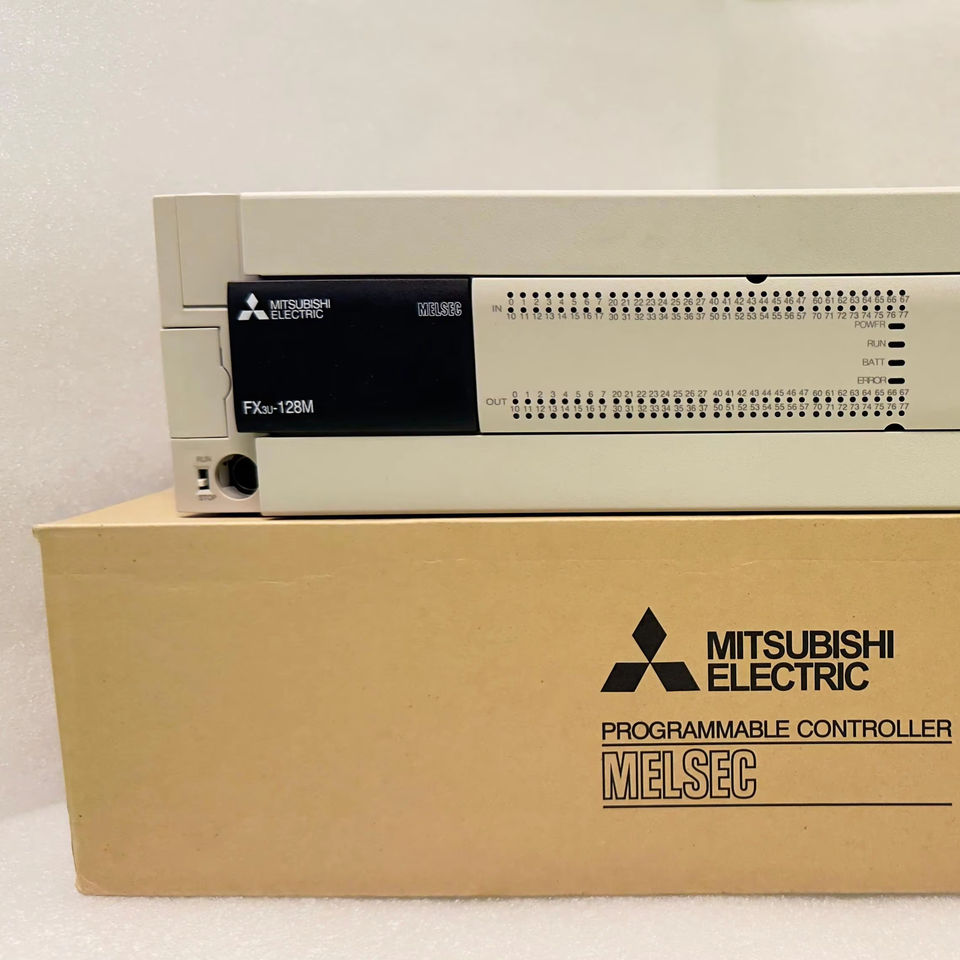 MITSUBISHI
ELECTRIC
MELSEC
FX3U-128M
IN
0 1 2 3 4 5 6 7 20 21 22 23 24 25 26 27 40 41 42 43 44 45 46 47 60 61 62 63 64 65 66 67
10 11 12 13 14 15 16 17 30 31 32 33 34 35 36 37 50 51 52 53 54 55 56 57 70 71 72 73 74 75 76 77
POWER
RUN
BATT
ERROR
OUT
0 1 2 3 4 5 6 7 20 21 22 23 24 25 26 27 40 41 42 43 44 45 46 47 60 61 62 63 64 65 66 67
10 11 12 13 14 15 16 17 30 31 32 33 34 35 36 37 50 51 52 53 54 55 56 57 70 71 72 73 74 75 76 77
RUN
STOP
MITSUBISHI
ELECTRIC
PROGRAMMABLE CONTROLLER
MELSEC